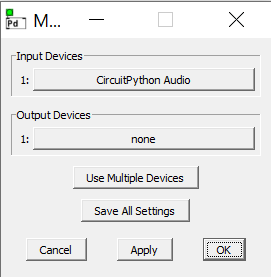 Pd M...
Input Devices
1: CircuitPython Audio
Output Devices
1: none
Use Multiple Devices
Save All Settings
Cancel Apply OK